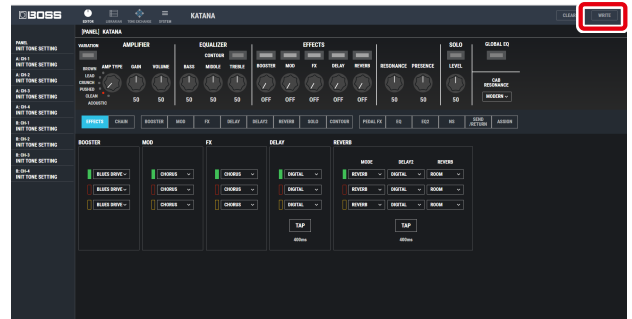 BOSS
EDITOR LIBRARIAN TONE EXCHANGE SYSTEM KATANA CLEAR WRITE
PANEL
INIT TONE SETTING
A: CH-1
INIT TONE SETTING
A: CH-2
INIT TONE SETTING
A: CH-3
INIT TONE SETTING
A: CH-4
INIT TONE SETTING
B: CH-1
INIT TONE SETTING
B: CH-2
INIT TONE SETTING
B: CH-3
INIT TONE SETTING
B: CH-4
INIT TONE SETTING
[PANEL] KATANA
VARIATION AMPLIFIER EQUALIZER EFFECTS SOLO GLOBAL EQ
CONTOUR
BROWN AMP TYPE GAIN VOLUME BASS MIDDLE TREBLE BOOSTER MOD FX DELAY REVERB RESONANCE PRESENCE LEVEL
LEAD
CRUNCH
PUSHED
CLEAN
ACOUSTIC
50 50 50 50 50 OFF OFF OFF OFF OFF 50 50 50
CAB
RESONANCE
MODERN
EFFECTS CHAIN BOOSTER MOD FX DELAY DELAY2 REVERB SOLO CONTOUR PEDAL FX EQ EQ2 NS SEND/RETURN ASSIGN
BOOSTER MOD FX DELAY REVERB
MODE DELAY2 REVERB
BLUES DRIVE CHORUS CHORUS DIGITAL REVERB DIGITAL ROOM
BLUES DRIVE CHORUS CHORUS DIGITAL REVERB DIGITAL ROOM
BLUES DRIVE CHORUS CHORUS DIGITAL REVERB DIGITAL ROOM
TAP TAP
400ms 400ms